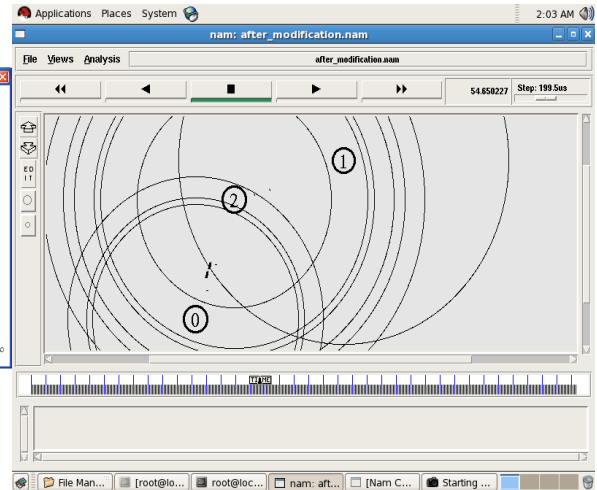 Applications Places System 2:03 AM
nam: after_modification.nam
File Views Analysis after_modification.nam
54.650227 Step: 199.5us
ED
IT
1
2
0
TIME
File Man... [root@lo... root@loc... nam: aft... [Nam C... Starting ...